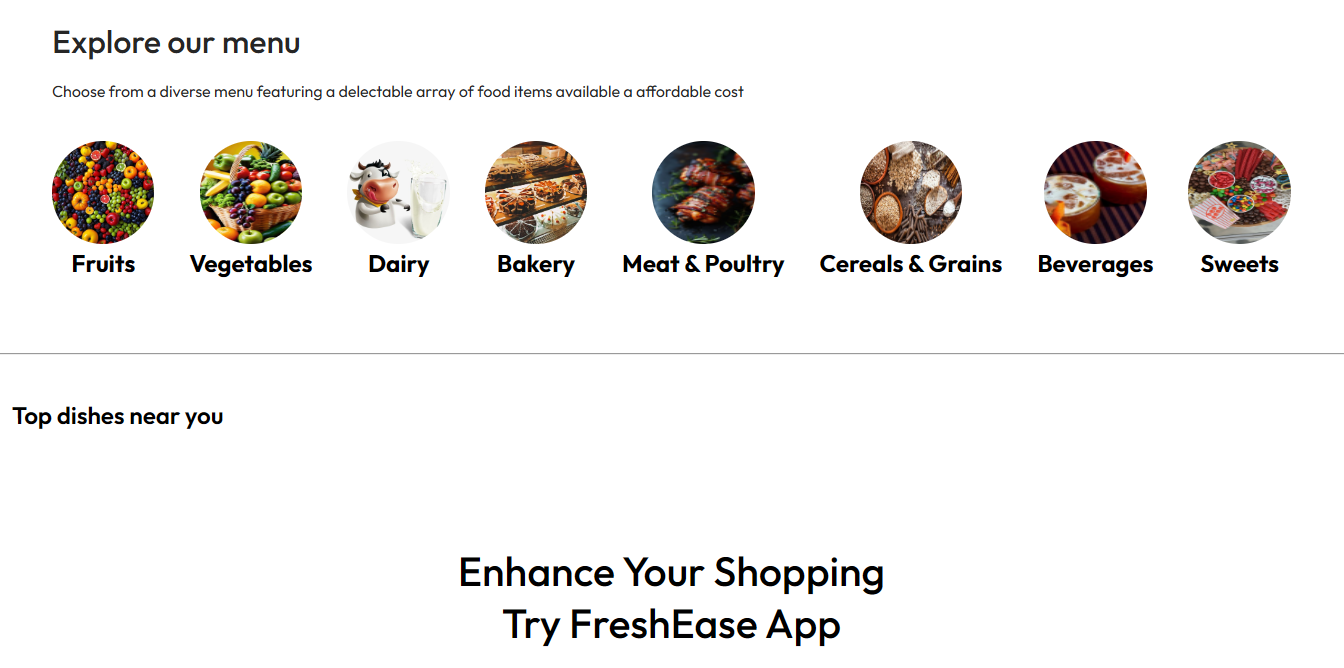 Explore our menu
Choose from a diverse menu featuring a delectable array of food items available a affordable cost
Fruits
Vegetables
Dairy
Bakery
Meat & Poultry
Cereals & Grains
Beverages
Sweets
Top dishes near you
Enhance Your Shopping
Try FreshEase App